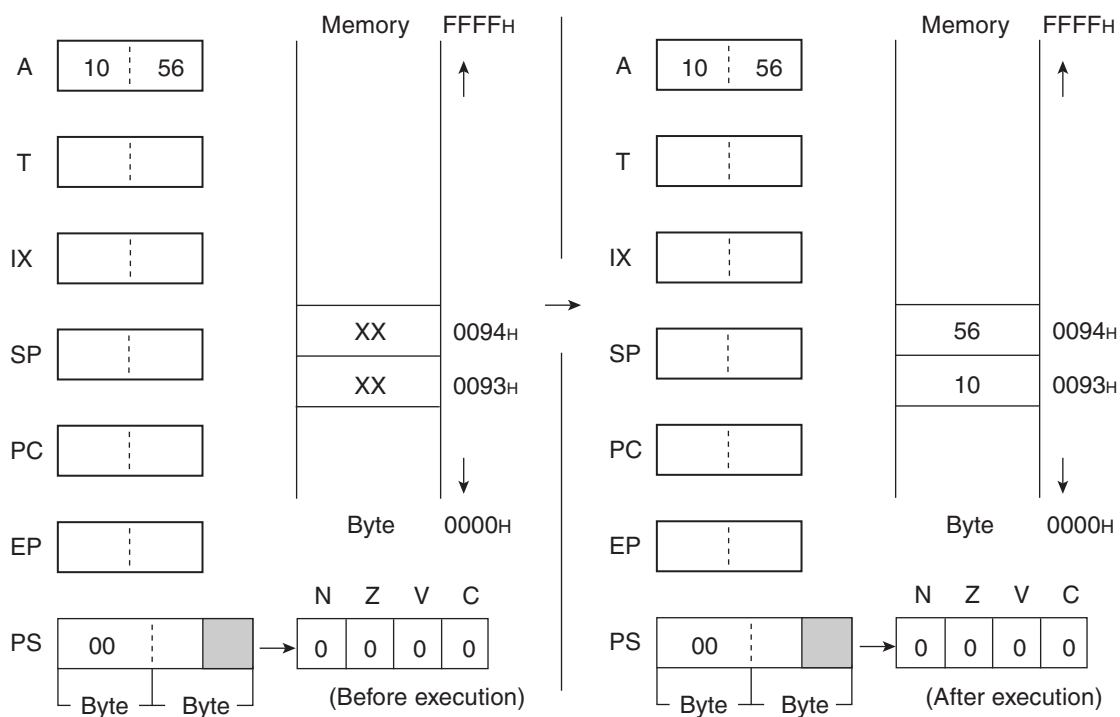 Memory FFFFH
A 10 56
T
IX
XX 0094H
SP
XX 0093H
PC
Byte 0000H
EP
N Z V C
PS 00 0 0 0 0
Byte Byte (Before execution)
Memory FFFFH
A 10 56
T
IX
56 0094H
SP
10 0093H
PC
Byte 0000H
EP
N Z V C
PS 00 0 0 0 0
Byte Byte (After execution)